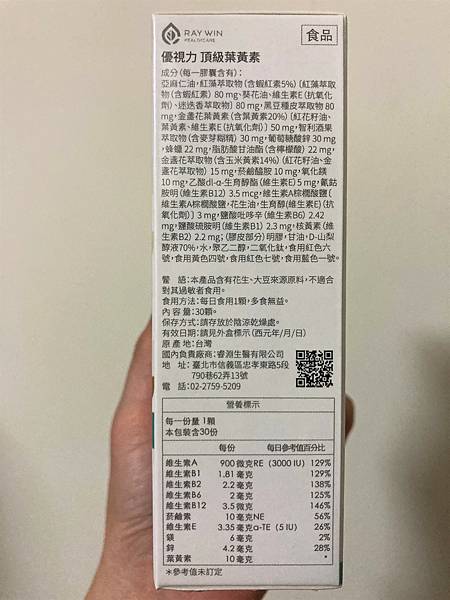 RAY WIN
HEALTHCARE
食品
優視力 頂級葉黃素
成分(每一膠囊含有):
亞麻仁油,紅藻萃取物(含蝦紅素5%)〔紅藻萃取
物(含蝦紅素) 80 mg、葵花油、維生素E(抗氧化
劑)、迷迭香萃取物〕80 mg,黑豆種皮萃取物 80
mg,金盞花葉黃素(含葉黃素20%)〔紅花籽油、
葉黃素、維生素E(抗氧化劑)〕50 mg,智利酒果
萃取物(含麥芽糊精) 30 mg,葡萄糖酸鋅 30 m
g,蜂蠟 22 mg,脂肪酸甘油酯(含檸檬酸) 22 mg,
金盞花萃取物(含玉米黃素14%)(紅花籽油、金
盞花萃取物) 15 mg,菸鹼醯胺 10 mg,氧化鎂
10 mg,乙酸dl-α-生育醇酯(維生素E) 5 mg,氰鈷
胺明(維生素B12) 3.5 mcg,維生素A棕櫚酸鹽〔
維生素A棕櫚酸鹽,花生油,生育醇(維生素E)(抗
氧化劑)〕3 mg,鹽酸吡哆辛(維生素B6) 2.42
mg,鹽酸硫胺明(維生素B1) 2.3 mg,核黃素(維
生素B2) 2.2 mg;(膠皮部分)明膠,甘油,D-山梨
醇液70%,水,聚乙二醇,二氧化鈦,食用紅色六
號,食用黃色四號,食用紅色七號,食用藍色一號。
警 語:本產品含有花生、大豆來源原料,不適合
對其過敏者食用。
食用方法:每日食用1顆,多食無益。
內 容 量:30顆。
保存方式:請存放於陰涼乾燥處。
有效日期:請見外盒標示(西元年/月/日)
原 產 地:台灣
國內負責廠商:睿淵生醫有限公司
地 址:臺北市信義區忠孝東路5段
790巷62弄13號
電 話:02-2759-5209
營養標示
每一份量 1顆
本包裝含30份
每份 每日參考值百分比
維生素A 900 微克RE(3000 IU) 129%
維生素B1 1.81 毫克 129%
維生素B2 2.2 毫克 138%
維生素B6 2 毫克 125%
維生素B12 3.5 微克 146%
菸鹼素 10 毫克NE 56%
維生素E 3.35 毫克α-TE(5 IU) 26%
鎂 6 毫克 2%
鋅 4.2 毫克 28%
葉黃素 10 毫克 *
*參考值未訂定